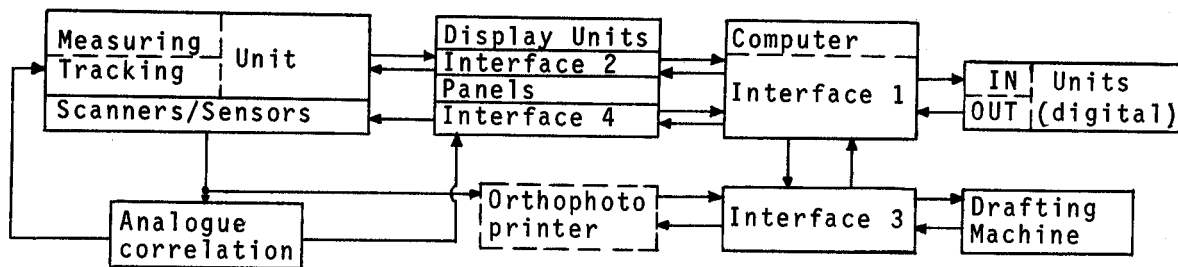 Measuring
Tracking
Unit
Scanners/Sensors
Display Units
Interface 2
Panels
Interface 4
Computer
Interface 1
IN
OUT
Units
(digital)
Analogue
correlation
Orthophoto
printer
Interface 3
Drafting
Machine